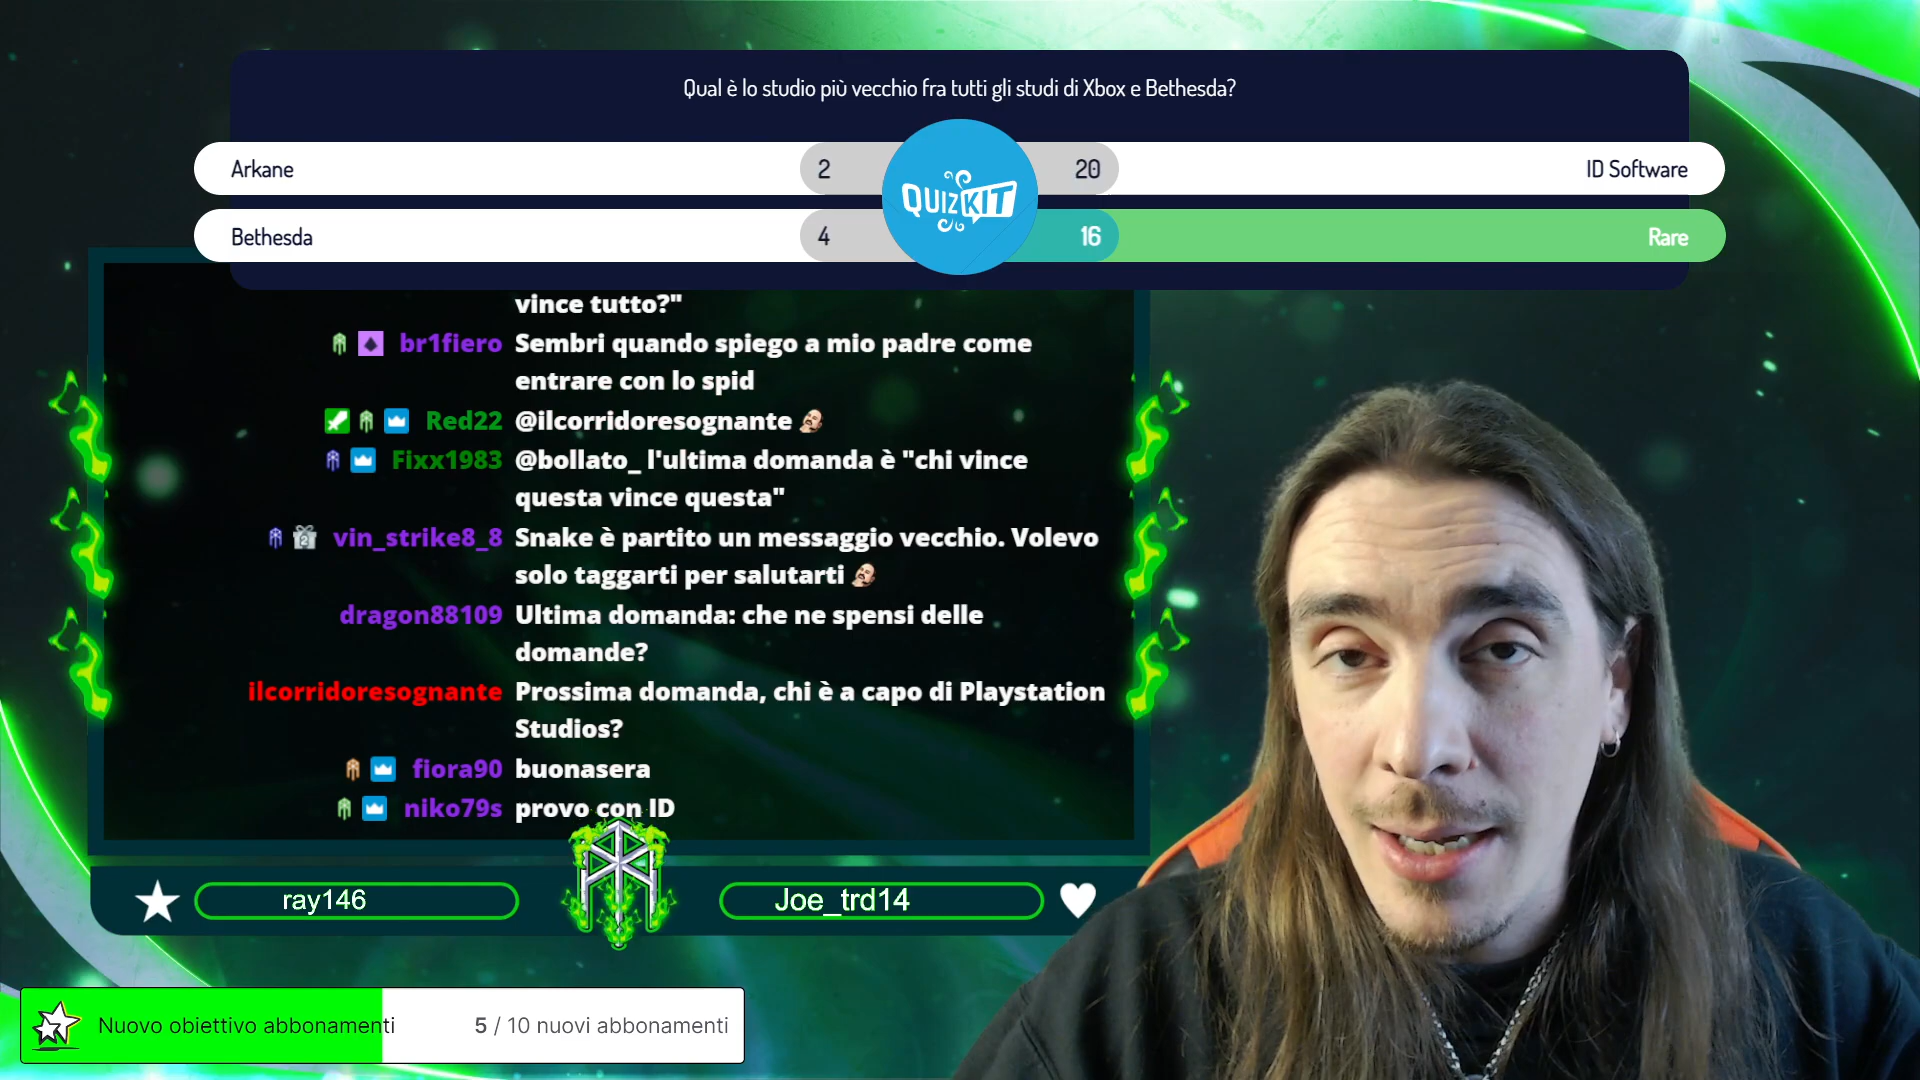 Qual è lo studio più vecchio fra tutti gli studi di Xbox e Bethesda?
Arkane 2
20 ID Software
Bethesda 4
16 Rare
QUIZKIT
vince tutto?"
br1fiero Sembri quando spiego a mio padre come
entrare con lo spid
Red22 @ilcorridoresognante
Fixx1983 @bollato_ l'ultima domanda è "chi vince
questa vince questa"
2 vin_strike8_8 Snake è partito un messaggio vecchio. Volevo
solo taggarti per salutarti
dragon88109 Ultima domanda: che ne spensi delle
domande?
ilcorridoresognante Prossima domanda, chi è a capo di Playstation
Studios?
fiora90 buonasera
niko79s provo con ID
ray146
Joe_trd14
Nuovo obiettivo abbonamenti 5 / 10 nuovi abbonamenti